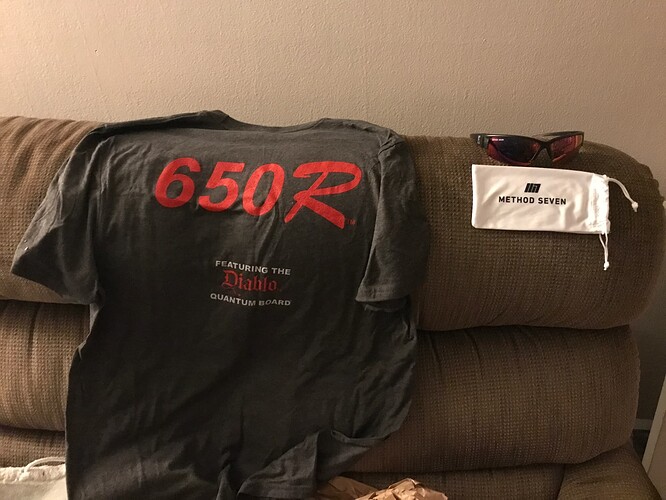 650R
FEATURING THE
Diablo
QUANTUM BOARD
METHOD SEVEN